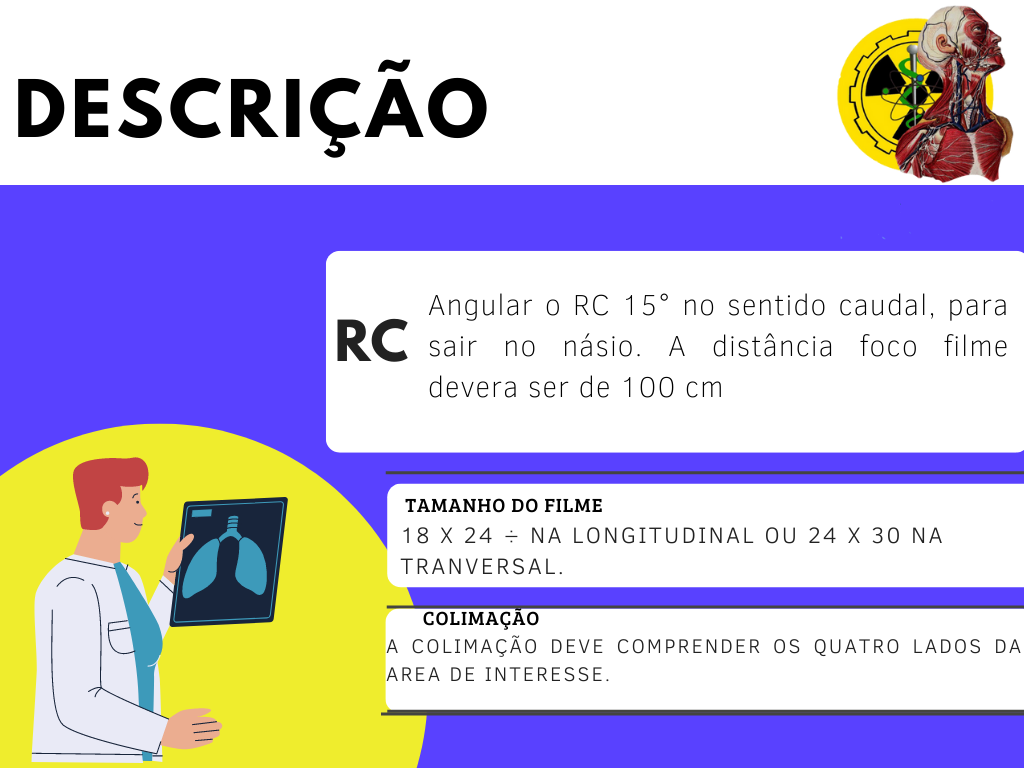 DESCRIÇÃO
RC
Angular o RC 15° no sentido caudal, para
sair no násio. A distância foco filme
devera ser de 100 cm
TAMANHO DO FILME
18 X 24 ÷ NA LONGITUDINAL OU 24 X 30 NA
TRANVERSAL.
COLIMAÇÃO
A COLIMAÇÃO DEVE COMPRENDER OS QUATRO LADOS DA
AREA DE INTERESSE.